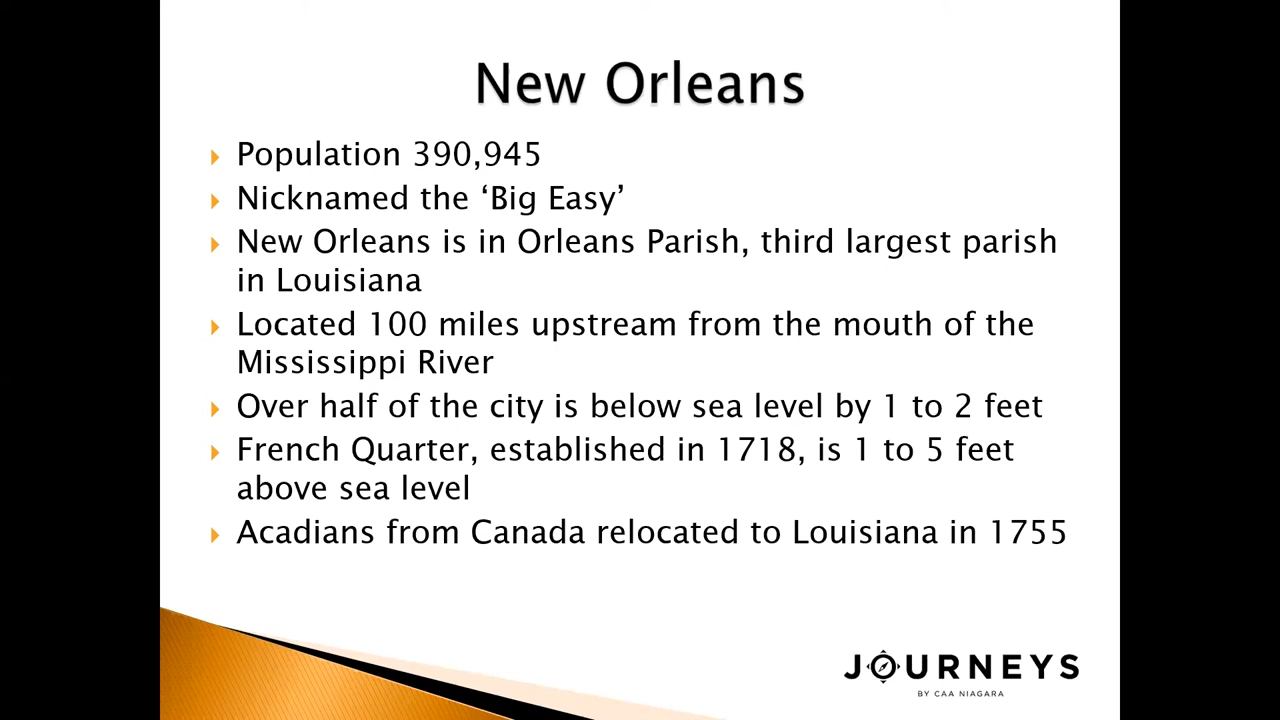 New Orleans
Population 390,945
Nicknamed the ‘Big Easy’
New Orleans is in Orleans Parish, third largest parish
in Louisiana
Located 100 miles upstream from the mouth of the
Mississippi River
Over half of the city is below sea level by 1 to 2 feet
French Quarter, established in 1718, is 1 to 5 feet
above sea level
Acadians from Canada relocated to Louisiana in 1755
JOURNEYS
BY CAA NIAGARA